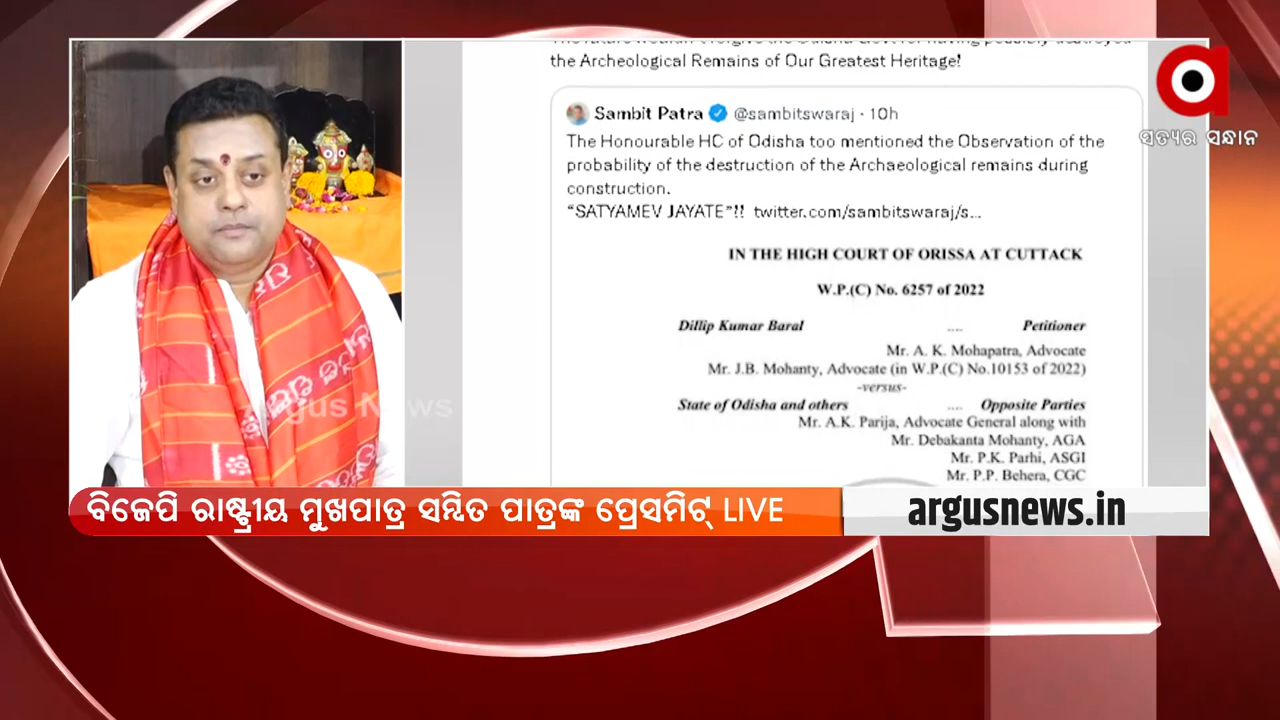 the Archeological Remains of Our Greatest Heritage!
Sambit Patra @sambitswaraj · 10h
The Honourable HC of Odisha too mentioned the Observation of the
probability of the destruction of the Archaeological remains during
construction.
“SATYAMEV JAYATE”!! twitter.com/sambitswaraj/s...
IN THE HIGH COURT OF ORISSA AT CUTTACK
W.P.(C) No. 6257 of 2022
Dillip Kumar Baral .... Petitioner
Mr. A. K. Mohapatra, Advocate
Mr. J.B. Mohanty, Advocate (in W.P.(C) No.10153 of 2022)
-versus-
State of Odisha and others .... Opposite Parties
Mr. A.K. Parija, Advocate General along with
Mr. Debakanta Mohanty, AGA
Mr. P.K. Parhi, ASGI
Mr. P.P. Behera, CGC
ସତ୍ୟର ସନ୍ଧାନ
Argus News
ବିଜେପି ରାଷ୍ଟ୍ରୀୟ ମୁଖପାତ୍ର ସମ୍ବିତ ପାତ୍ରଙ୍କ ପ୍ରେସମିଟ୍ LIVE
argusnews.in